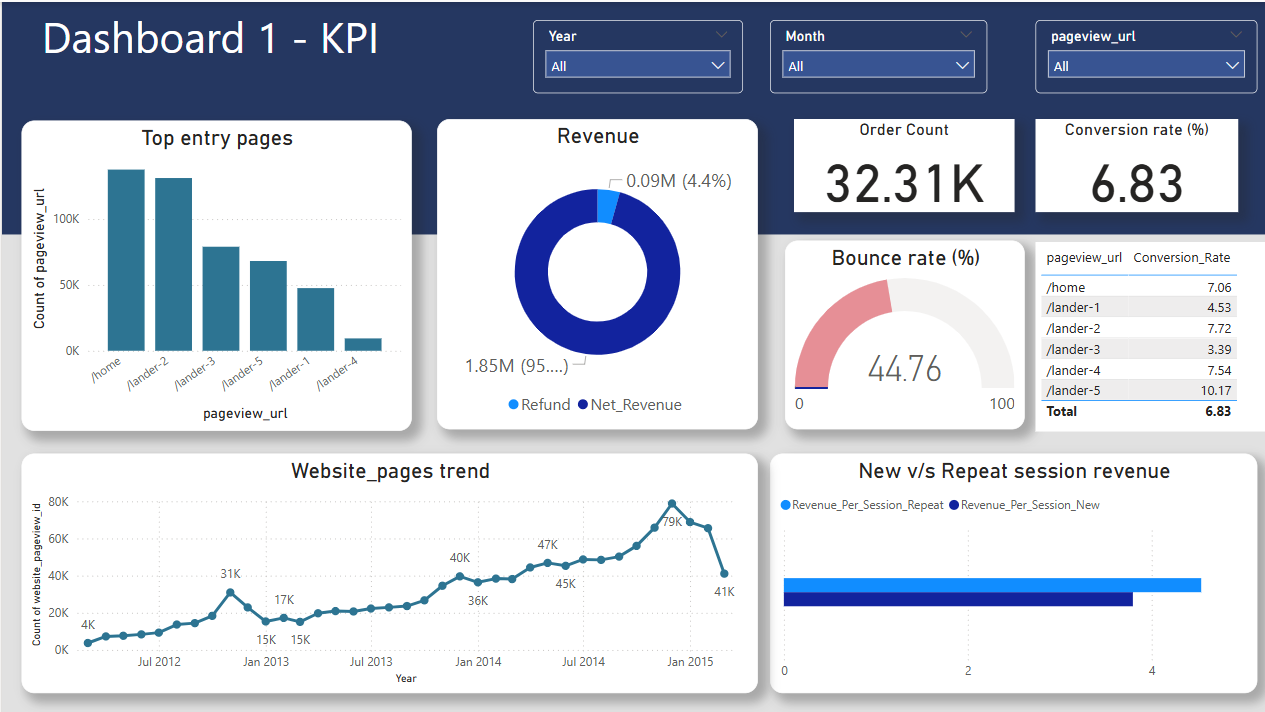 Dashboard 1 - KPI
Year
All
Month
All
pageview_url
All
Top entry pages
Count of pageview_url
100K
50K
0K
/home
/lander-2
/lander-3
/lander-5
/lander-1
/lander-4
pageview_url
Revenue
0.09M (4.4%)
1.85M (95....)
Refund
Net_Revenue
Order Count
32.31K
Conversion rate (%)
6.83
Bounce rate (%)
44.76
0
100
pageview_url Conversion_Rate
/home 7.06
/lander-1 4.53
/lander-2 7.72
/lander-3 3.39
/lander-4 7.54
/lander-5 10.17
Total 6.83
Website_pages trend
Count of website_pageview_id
80K
60K
40K
20K
0K
4K
31K
15K
17K
15K
40K
36K
47K
45K
79K
41K
Jul 2012
Jan 2013
Jul 2013
Jan 2014
Jul 2014
Jan 2015
Year
New v/s Repeat session revenue
Revenue_Per_Session_Repeat
Revenue_Per_Session_New
0
2
4